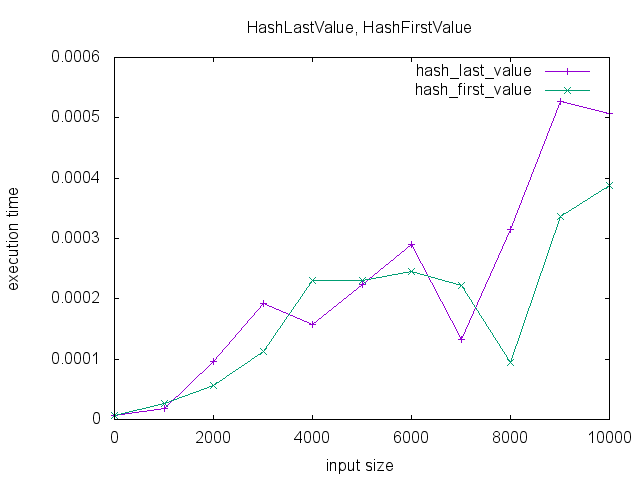 HashLastValue, HashFirstValue
hash_last_value
hash_first_value
0.0006
0.0005
0.0004
0.0003
0.0002
0.0001
0
execution time
0 2000 4000 6000 8000 10000
input size